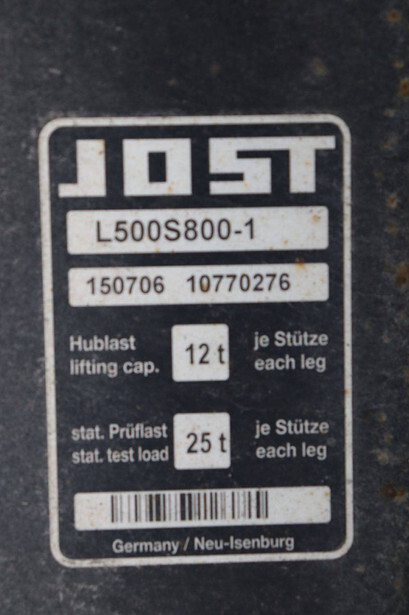 JOST
L500S800-1
150706 10770276
Hublast 12 t je Stütze
lifting cap. each leg
stat. Prüflast 25 t je Stütze
stat. test load each leg
Germany / Neu-Isenburg